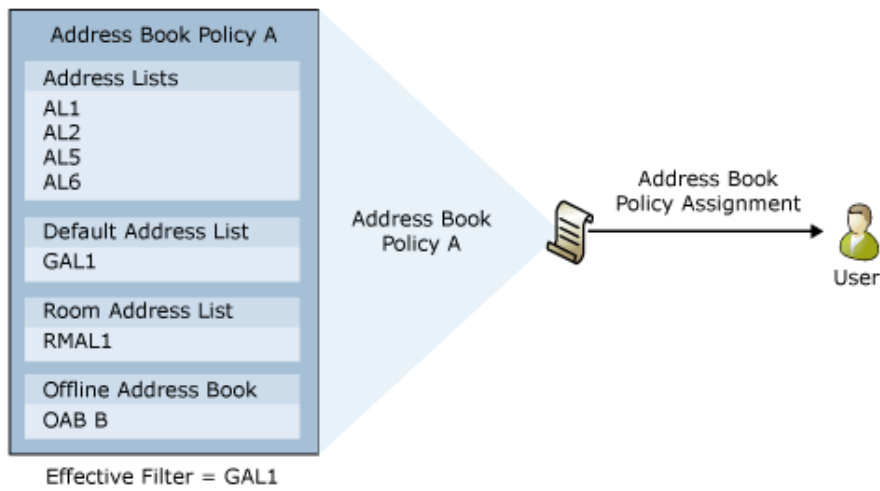 Address Book Policy A
Address Lists
AL1
AL2
AL5
AL6
Default Address List
GAL1
Room Address List
RMAL1
Offline Address Book
OAB B
Effective Filter = GAL1
Address Book
Policy A
Address Book
Policy Assignment
User